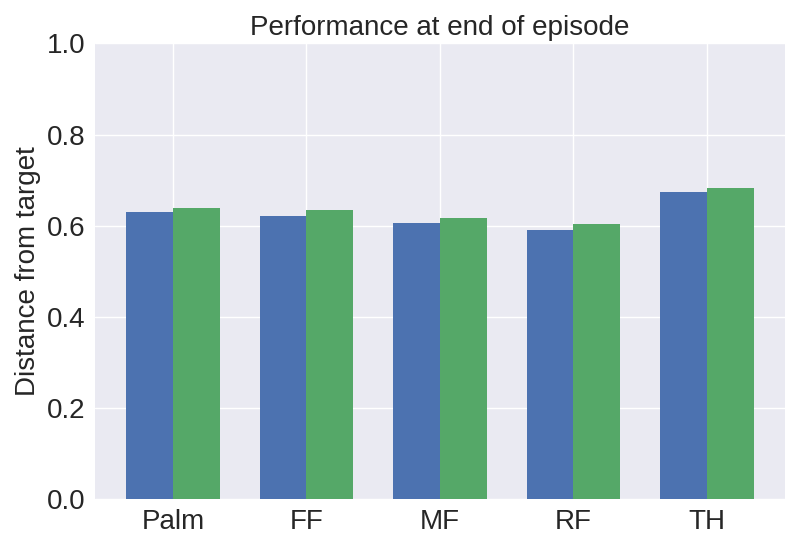 Performance at end of episode
Distance from target
1.0
0.8
0.6
0.4
0.2
0.0
Palm FF MF RF TH